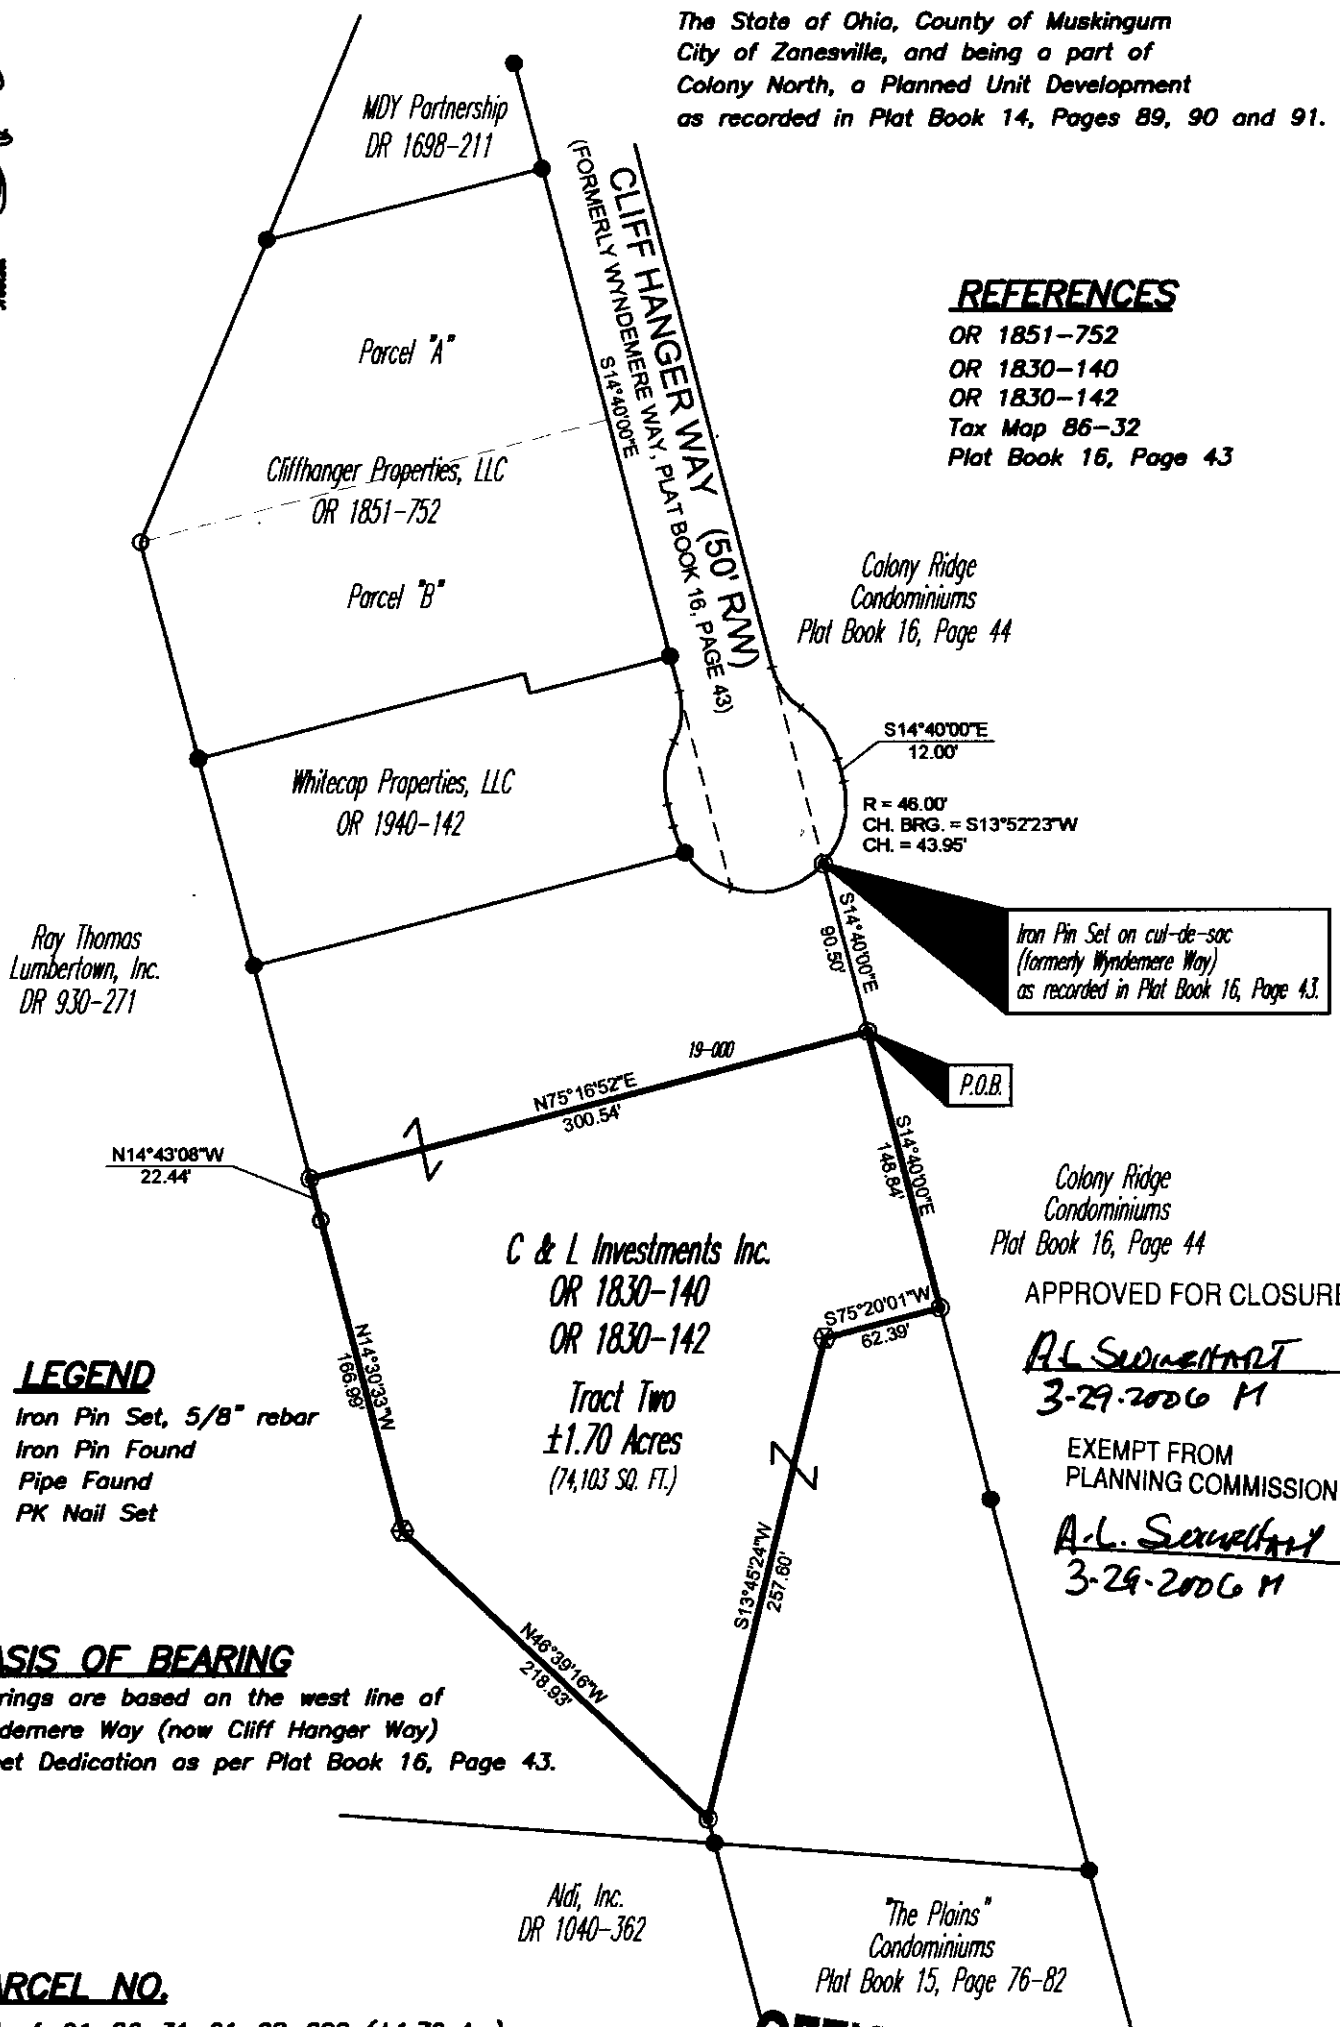 The State of Ohio, County of Muskingum
City of Zanesville, and being a part of
Colony North, a Planned Unit Development
as recorded in Plat Book 14, Pages 89, 90 and 91.
MDY Partnership
DR 1698-211
CLIFF HANGER WAY (50' R/W)
(FORMERLY WYNDEMERE WAY, PLAT BOOK 16, PAGE 43)
S14°40'00"E
REFERENCES
OR 1851-752
OR 1830-140
OR 1830-142
Tax Map 86-32
Plat Book 16, Page 43
Parcel "A"
Cliffhanger Properties, LLC
OR 1851-752
Parcel "B"
Colony Ridge
Condominiums
Plat Book 16, Page 44
S14°40'00"E
12.00'
R = 46.00'
CH. BRG. = S13°52'23"W
CH. = 43.95'
Whitecap Properties, LLC
OR 1940-142
Ray Thomas
Lumbertown, Inc.
DR 930-271
S14°40'00"E
90.50'
Iron Pin Set on cul-de-sac
(formerly Wyndemere Way)
as recorded in Plat Book 16, Page 43.
19-000
P.O.B.
N75°16'52"E
300.54'
N14°43'08"W
22.44'
S14°40'00"E
148.84'
Colony Ridge
Condominiums
Plat Book 16, Page 44
C & L Investments Inc.
OR 1830-140
OR 1830-142
Tract Two
±1.70 Acres
(74,103 SQ. FT.)
S75°20'01"W
62.39'
APPROVED FOR CLOSURE
A.L. Swinehart
3-29-2006 M
EXEMPT FROM
PLANNING COMMISSION
A.L. Swinehart
3-29-2006 M
N14°30'33"W
166.99'
LEGEND
Iron Pin Set, 5/8" rebar
Iron Pin Found
Pipe Found
PK Nail Set
S13°45'24"W
257.60'
N46°39'16"W
218.93'
ASIS OF BEARING
rings are based on the west line of
demere Way (now Cliff Hanger Way)
et Dedication as per Plat Book 16, Page 43.
Aldi, Inc.
DR 1040-362
"The Plains"
Condominiums
Plat Book 15, Page 76-82
ARCEL NO.